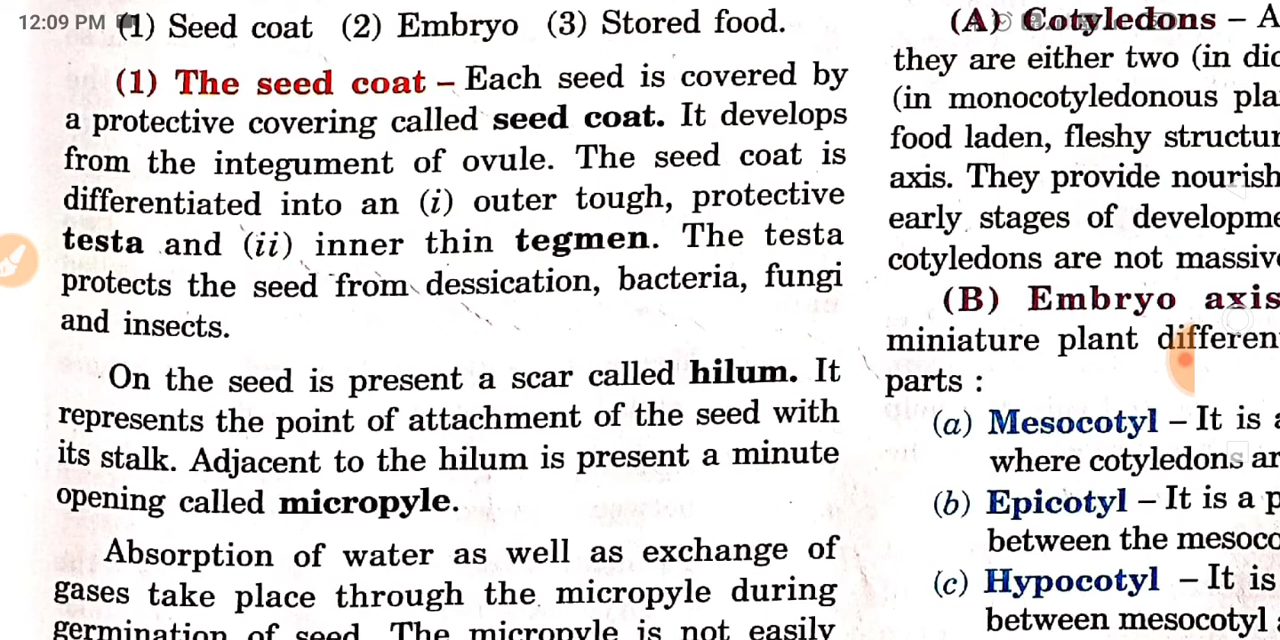 12:09 PM
(1) Seed coat (2) Embryo (3) Stored food.
(1) The seed coat – Each seed is covered by
a protective covering called seed coat. It develops
from the integument of ovule. The seed coat is
differentiated into an (i) outer tough, protective
testa and (ii) inner thin tegmen. The testa
protects the seed from dessication, bacteria, fungi
and insects.
On the seed is present a scar called hilum. It
represents the point of attachment of the seed with
its stalk. Adjacent to the hilum is present a minute
opening called micropyle.
Absorption of water as well as exchange of
gases take place through the micropyle during
germination of seed. The micropyle is not easily
(A) Cotyledons – A
they are either two (in dic
(in monocotyledonous pla
food laden, fleshy structur
axis. They provide nourish
early stages of developme
cotyledons are not massive
(B) Embryo axis
miniature plant differen
parts :
(a) Mesocotyl – It is a
where cotyledons ar
(b) Epicotyl – It is a p
between the mesoco
(c) Hypocotyl – It is
between mesocotyl